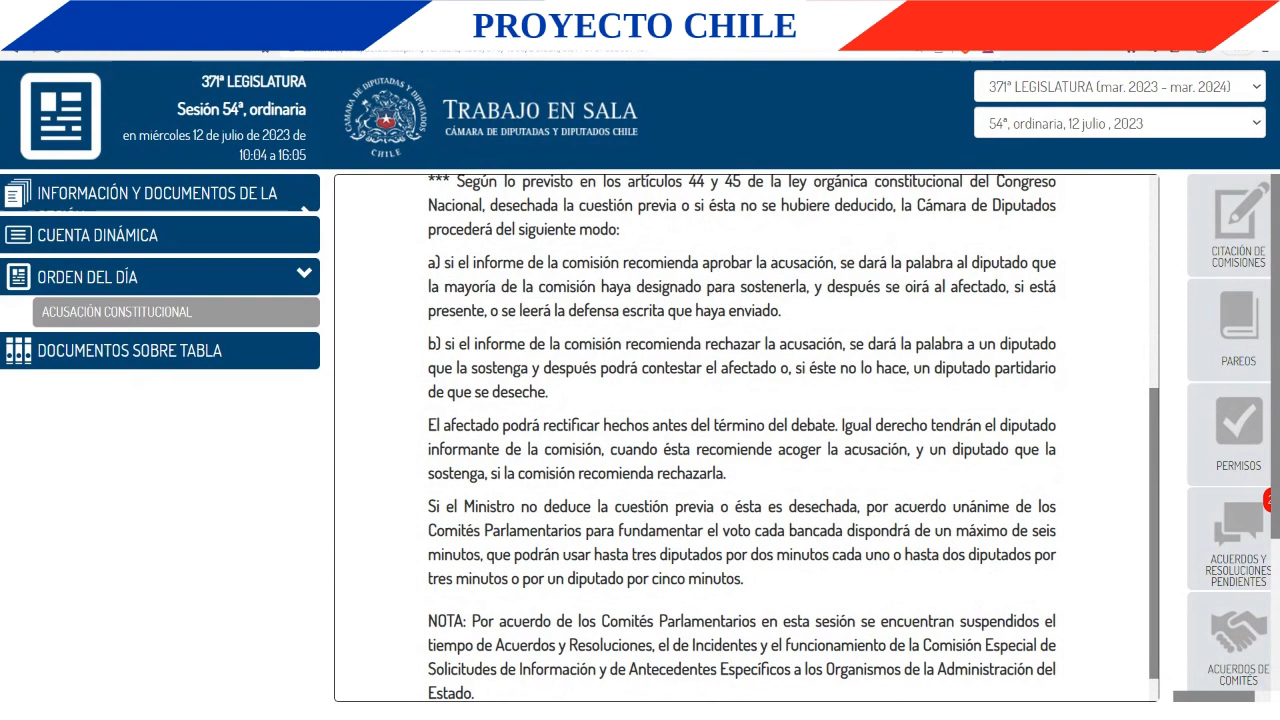 PROYECTO CHILE
371ª LEGISLATURA
Sesión 54ª, ordinaria
en miércoles 12 de julio de 2023 de
10:04 a 16:05
CÁMARA DE DIPUTADAS Y DIPUTADOS
CHILE
TRABAJO EN SALA
CÁMARA DE DIPUTADAS Y DIPUTADOS CHILE
371ª LEGISLATURA (mar. 2023 - mar. 2024)
54ª, ordinaria, 12 julio , 2023
INFORMACIÓN Y DOCUMENTOS DE LA
CUENTA DINÁMICA
ORDEN DEL DÍA
ACUSACIÓN CONSTITUCIONAL
DOCUMENTOS SOBRE TABLA
*** Según lo previsto en los artículos 44 y 45 de la ley orgánica constitucional del Congreso
Nacional, desechada la cuestión previa o si ésta no se hubiere deducido, la Cámara de Diputados
procederá del siguiente modo:
a) si el informe de la comisión recomienda aprobar la acusación, se dará la palabra al diputado que
la mayoría de la comisión haya designado para sostenerla, y después se oirá al afectado, si está
presente, o se leerá la defensa escrita que haya enviado.
b) si el informe de la comisión recomienda rechazar la acusación, se dará la palabra a un diputado
que la sostenga y después podrá contestar el afectado o, si éste no lo hace, un diputado partidario
de que se deseche.
El afectado podrá rectificar hechos antes del término del debate. Igual derecho tendrán el diputado
informante de la comisión, cuando ésta recomiende acoger la acusación, y un diputado que la
sostenga, si la comisión recomienda rechazarla.
Si el Ministro no deduce la cuestión previa o ésta es desechada, por acuerdo unánime de los
Comités Parlamentarios para fundamentar el voto cada bancada dispondrá de un máximo de seis
minutos, que podrán usar hasta tres diputados por dos minutos cada uno o hasta dos diputados por
tres minutos o por un diputado por cinco minutos.
NOTA: Por acuerdo de los Comités Parlamentarios en esta sesión se encuentran suspendidos el
tiempo de Acuerdos y Resoluciones, el de Incidentes y el funcionamiento de la Comisión Especial de
Solicitudes de Información y de Antecedentes Específicos a los Organismos de la Administración del
Estado.
CITACIÓN DE
COMISIONES
PAREOS
PERMISOS
ACUERDOS Y
RESOLUCIONES
PENDIENTES
ACUERDOS DE
COMITÉS